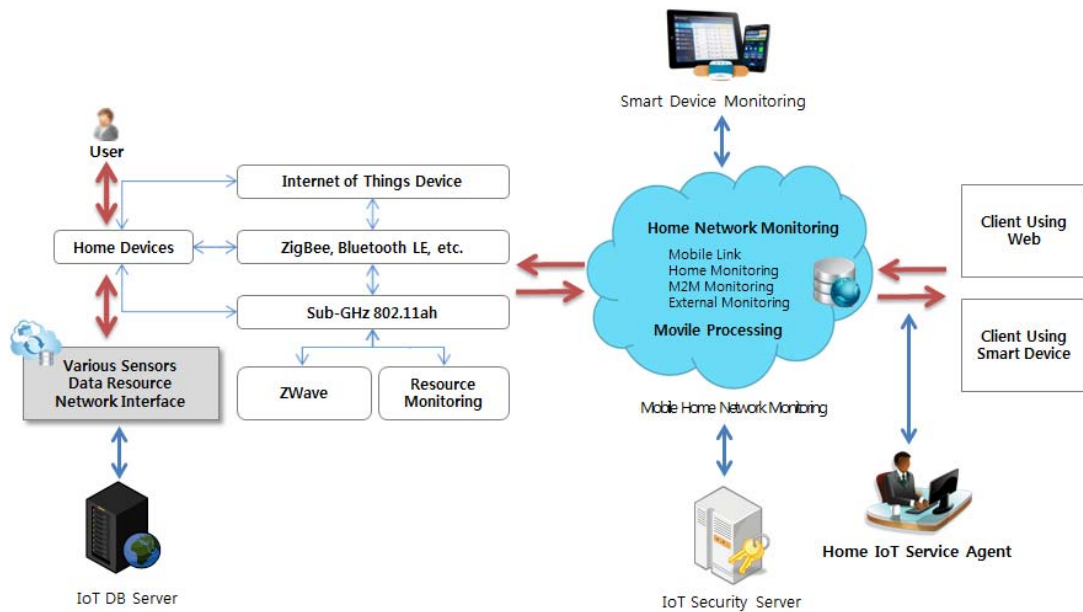 Smart Device Monitoring
User
Internet of Things Device
Home Devices
ZigBee, Bluetooth LE, etc.
Sub-GHz 802.11ah
Various Sensors
Data Resource
Network Interface
ZWave
Resource
Monitoring
Home Network Monitoring
Mobile Link
Home Monitoring
M2M Monitoring
External Monitoring
Movile Processing
Mobile Home Network Monitoring
Client Using
Web
Client Using
Smart Device
Home IoT Service Agent
IoT DB Server
IoT Security Server